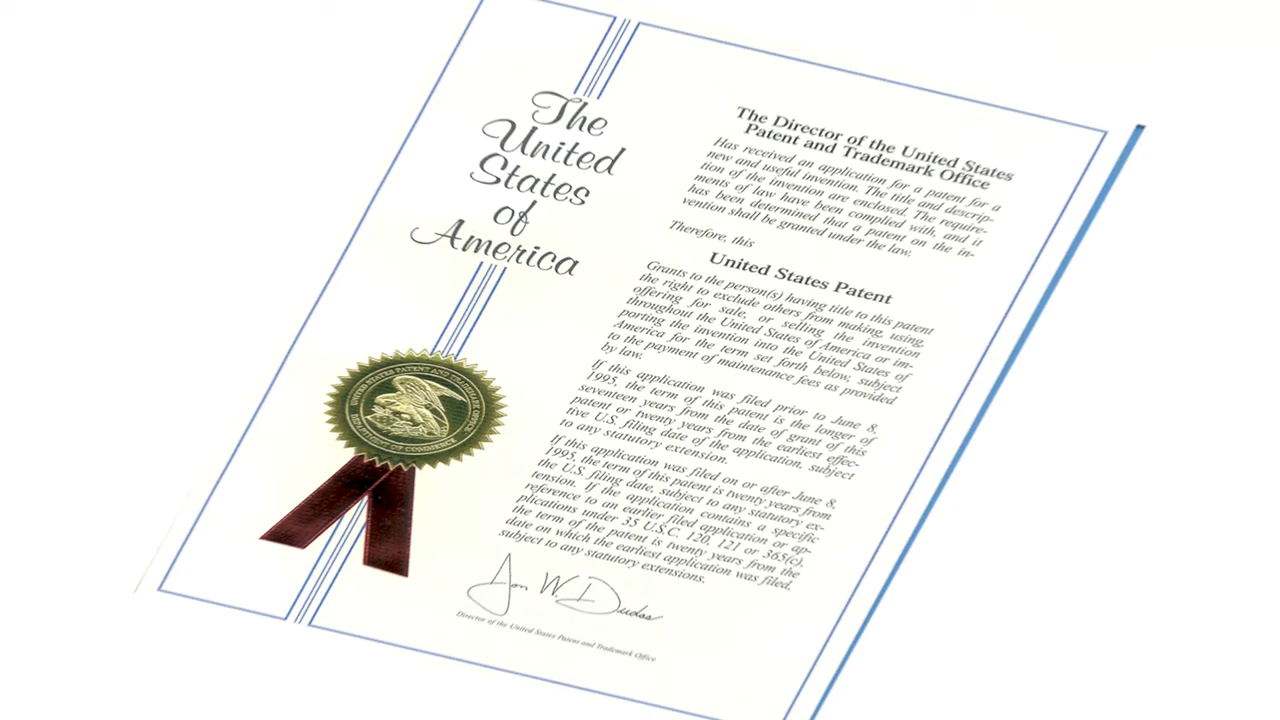 The
United
States
of
America
The Director of the United States
Patent and Trademark Office
Has received an application for a patent for a
new and useful invention. The title and descrip-
tion of the invention are enclosed. The require-
ments of law have been complied with, and it
has been determined that a patent on the in-
vention shall be granted under the law.
Therefore, this
United States Patent
Grants to the person(s) having title to this patent
the right to exclude others from making, using,
offering for sale, or selling the invention
throughout the United States of America or im-
porting the invention into the United States of
America for the term set forth below, subject
to the payment of maintenance fees as provided
by law.
If this application was filed prior to June 8,
1995, the term of this patent is the longer of
seventeen years from the date of grant of this
patent or twenty years from the earliest effec-
tive U.S. filing date of the application, subject
to any statutory extension.
If this application was filed on or after June 8,
1995, the term of this patent is twenty years from
the U.S. filing date, subject to any statutory ex-
tension. If the application contains a specific
reference to an earlier filed application or ap-
plications under 35 U.S.C. 120, 121 or 365(c),
the term of the patent is twenty years from the
date on which the earliest application was filed,
subject to any statutory extensions.
Jon W. Dudas
Director of the United States Patent and Trademark Office
UNITED STATES PATENT AND TRADEMARK OFFICE
DEPARTMENT OF COMMERCE